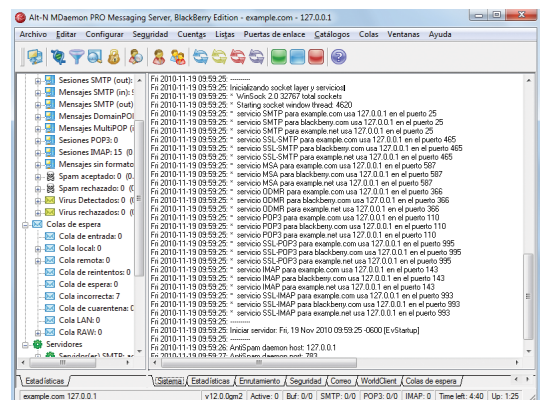 Alt-N MDaemon PRO Messaging Server, BlackBerry Edition - example.com - 127.0.0.1
Archivo Editar Configurar Seguridad Cuentas Listas Puertas de enlace Catálogos Colas Ventanas Ayuda
Sesiones SMTP (out):
Mensajes SMTP (in): 
Mensajes SMTP (out)
Mensajes DomainPOI
Mensajes MultiPOP (i
Sesiones POP3: 0
Sesiones IMAP: 15 (0
Mensajes sin formato
Spam aceptado: 0 (0.
Spam rechazado: 0 (
Virus Detectados: 0 (
Virus rechazados: 0 (
Colas de espera
Cola de entrada: 0
Cola local: 0
Cola remota: 0
Cola de reintentos: 0
Cola de espera: 0
Cola incorrecta: 7
Cola de cuarentena: 0
Cola LAN: 0
Cola RAW: 0
Servidores
Estadísticas
Fri 2010-11-19 09:59:25: ----------
Fri 2010-11-19 09:59:25: Inicializando socket layer y servicios
Fri 2010-11-19 09:59:25: * WinSock 2.0 32767 total sockets
Fri 2010-11-19 09:59:25: * Starting socket window thread: 4620
Fri 2010-11-19 09:59:25: * servicio SMTP para example.com usa 127.0.0.1 en el puerto 25
Fri 2010-11-19 09:59:25: * servicio SMTP para blackberry.com usa 127.0.0.1 en el puerto 25
Fri 2010-11-19 09:59:25: * servicio SMTP para example.net usa 127.0.0.1 en el puerto 25
Fri 2010-11-19 09:59:25: * servicio SSL-SMTP para example.com usa 127.0.0.1 en el puerto 465
Fri 2010-11-19 09:59:25: * servicio SSL-SMTP para blackberry.com usa 127.0.0.1 en el puerto 465
Fri 2010-11-19 09:59:25: * servicio SSL-SMTP para example.net usa 127.0.0.1 en el puerto 465
Fri 2010-11-19 09:59:25: * servicio MSA para example.com usa 127.0.0.1 en el puerto 587
Fri 2010-11-19 09:59:25: * servicio MSA para blackberry.com usa 127.0.0.1 en el puerto 587
Fri 2010-11-19 09:59:25: * servicio MSA para example.net usa 127.0.0.1 en el puerto 587
Fri 2010-11-19 09:59:25: * servicio ODMR para example.com usa 127.0.0.1 en el puerto 366
Fri 2010-11-19 09:59:25: * servicio ODMR para blackberry.com usa 127.0.0.1 en el puerto 366
Fri 2010-11-19 09:59:25: * servicio ODMR para example.net usa 127.0.0.1 en el puerto 366
Fri 2010-11-19 09:59:25: * servicio POP3 para example.com usa 127.0.0.1 en el puerto 110
Fri 2010-11-19 09:59:25: * servicio POP3 para blackberry.com usa 127.0.0.1 en el puerto 110
Fri 2010-11-19 09:59:25: * servicio POP3 para example.net usa 127.0.0.1 en el puerto 110
Fri 2010-11-19 09:59:25: * servicio SSL-POP3 para example.com usa 127.0.0.1 en el puerto 995
Fri 2010-11-19 09:59:25: * servicio SSL-POP3 para blackberry.com usa 127.0.0.1 en el puerto 995
Fri 2010-11-19 09:59:25: * servicio SSL-POP3 para example.net usa 127.0.0.1 en el puerto 995
Fri 2010-11-19 09:59:25: * servicio IMAP para example.com usa 127.0.0.1 en el puerto 143
Fri 2010-11-19 09:59:25: * servicio IMAP para blackberry.com usa 127.0.0.1 en el puerto 143
Fri 2010-11-19 09:59:25: * servicio IMAP para example.net usa 127.0.0.1 en el puerto 143
Fri 2010-11-19 09:59:25: * servicio SSL-IMAP para example.com usa 127.0.0.1 en el puerto 993
Fri 2010-11-19 09:59:25: * servicio SSL-IMAP para blackberry.com usa 127.0.0.1 en el puerto 993
Fri 2010-11-19 09:59:25: * servicio SSL-IMAP para example.net usa 127.0.0.1 en el puerto 993
Fri 2010-11-19 09:59:25: ----------
Fri 2010-11-19 09:59:25: Iniciar servidor: Fri, 19 Nov 2010 09:59:25 -0600 [EvStartup]
Fri 2010-11-19 09:59:25: ----------
Fri 2010-11-19 09:59:26: AntiSpam daemon host: 127.0.0.1
Fri 2010-11-19 09:59:27: AntiSpam daemon port: 783
Sistema Estadísticas Enrutamiento Seguridad Correo WorldClient Colas de espera
example.com 127.0.0.1 v12.0.0gm2 Active: 0 Buf: 0/0 SMTP: 0/0 POP3: 0/0 IMAP: 0 Time left: 4:40 Up: 1:25